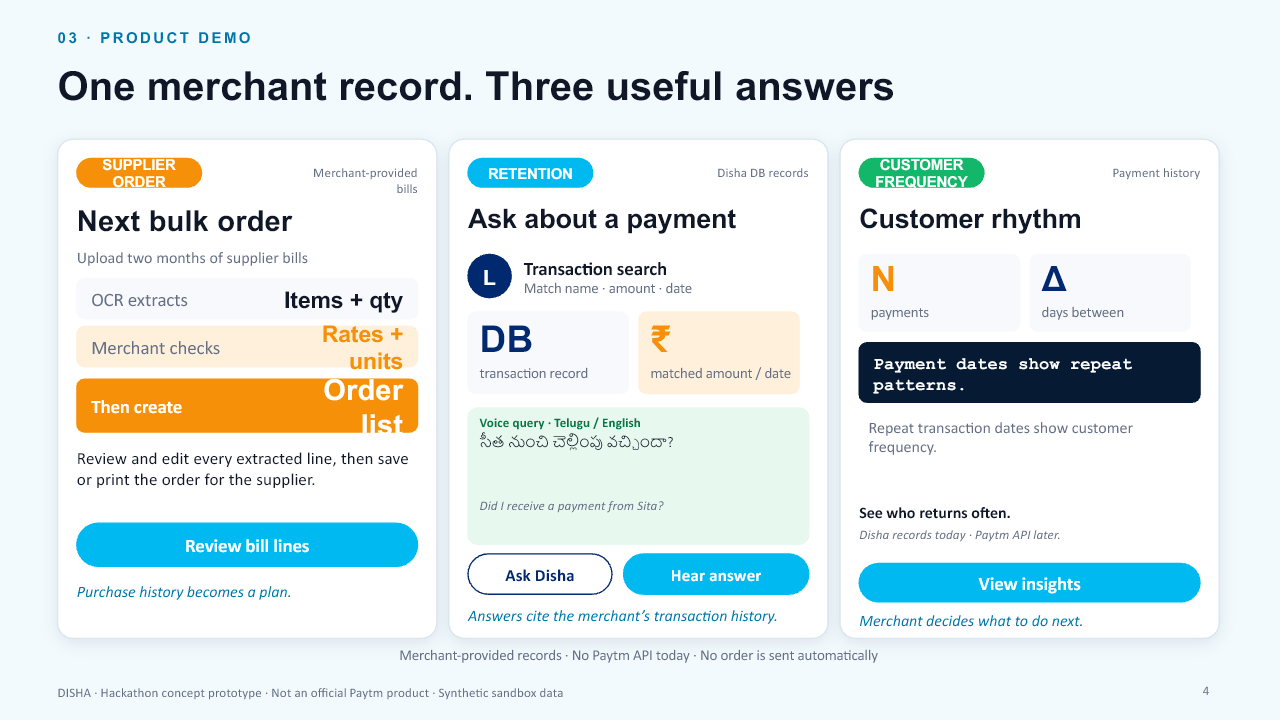 03 · PRODUCT DEMO
One merchant record. Three useful answers
SUPPLIER
ORDER
Merchant-provided
bills
Next bulk order
Upload two months of supplier bills
OCR extracts
Items + qty
Merchant checks
Rates +
units
Then create
Order
list
Review and edit every extracted line, then save
or print the order for the supplier.
Review bill lines
Purchase history becomes a plan.
RETENTION
Disha DB records
Ask about a payment
L
Transaction search
Match name · amount · date
DB
transaction record
₹
matched amount / date
Voice query · Telugu / English
సీత నుంచి చెల్లింపు వచ్చిందా?
Did I receive a payment from Sita?
Ask Disha
Hear answer
Answers cite the merchant’s transaction history.
CUSTOMER
FREQUENCY
Payment history
Customer rhythm
N
payments
Δ
days between
Payment dates show repeat
patterns.
Repeat transaction dates show customer
frequency.
See who returns often.
Disha records today · Paytm API later.
View insights
Merchant decides what to do next.
Merchant-provided records · No Paytm API today · No order is sent automatically
DISHA · Hackathon concept prototype · Not an official Paytm product · Synthetic sandbox data
4